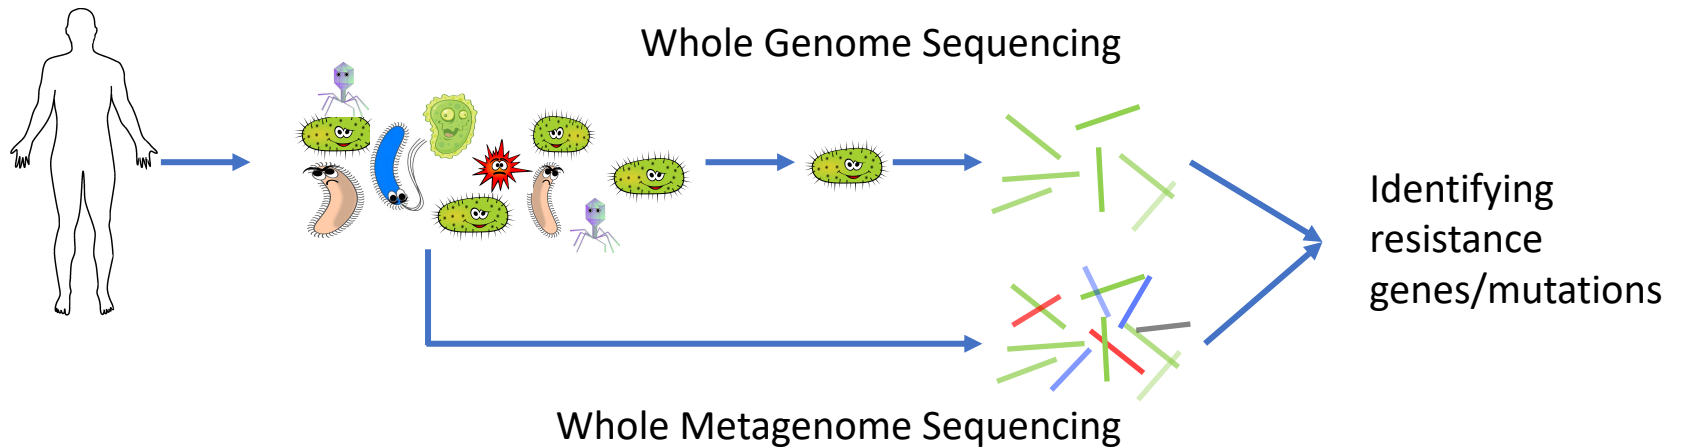 Whole Genome Sequencing
Identifying
resistance
genes/mutations
Whole Metagenome Sequencing